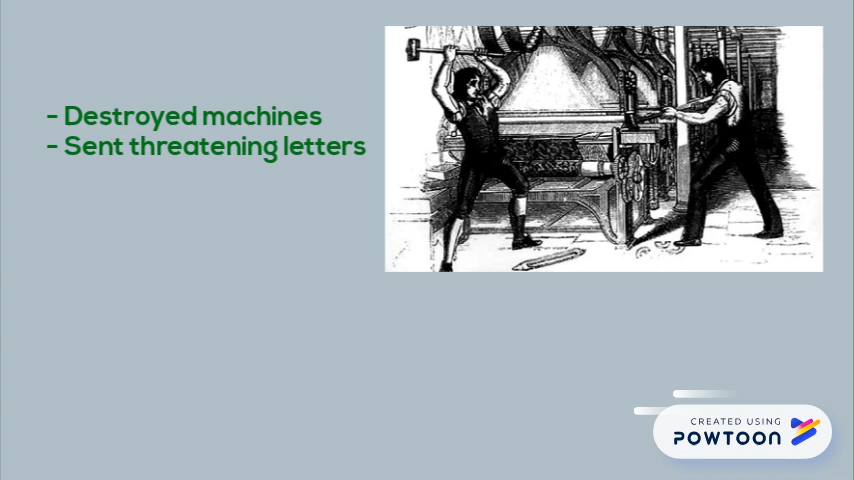 - Destroyed machines
- Sent threatening letters
CREATED USING
POWTOON